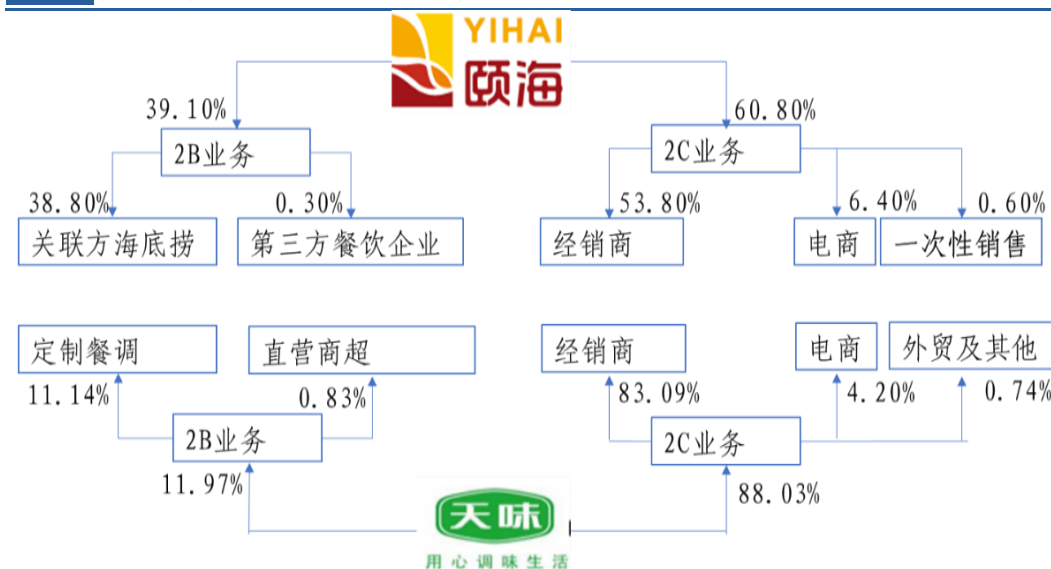 YIHAI
颐海
39.10%
60.80%
2B业务
2C业务
38.80%
0.30%
53.80%
6.40%
0.60%
关联方海底捞
第三方餐饮企业
经销商
电商
一次性销售
定制餐调
直营商超
经销商
电商
外贸及其他
11.14%
0.83%
83.09%
4.20%
0.74%
2B业务
2C业务
11.97%
88.03%
天味
用心调味生活